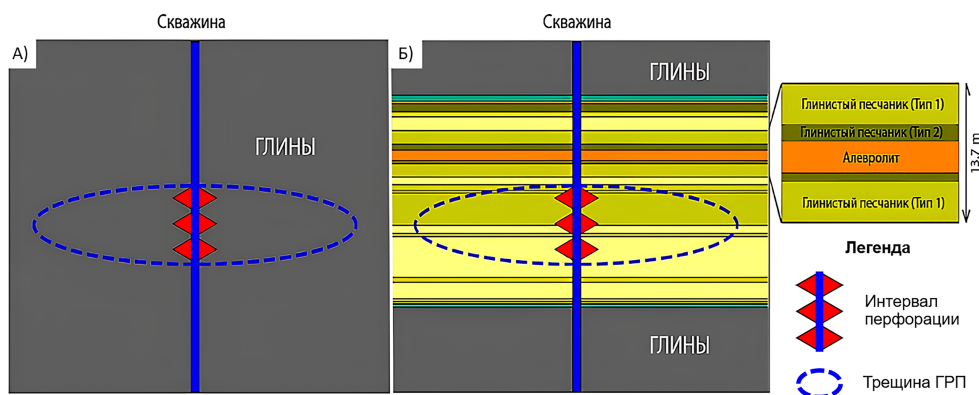 Скважина
Скважина
А)
Б)
ГЛИНЫ
ГЛИНЫ
ГЛИНЫ
Глинистый песчаник (Тип 1)
Глинистый песчаник (Тип 2)
Алевролит
Глинистый песчаник (Тип 1)
13,7 m
Легенда
Интервал
перфорации
Трещина ГРП